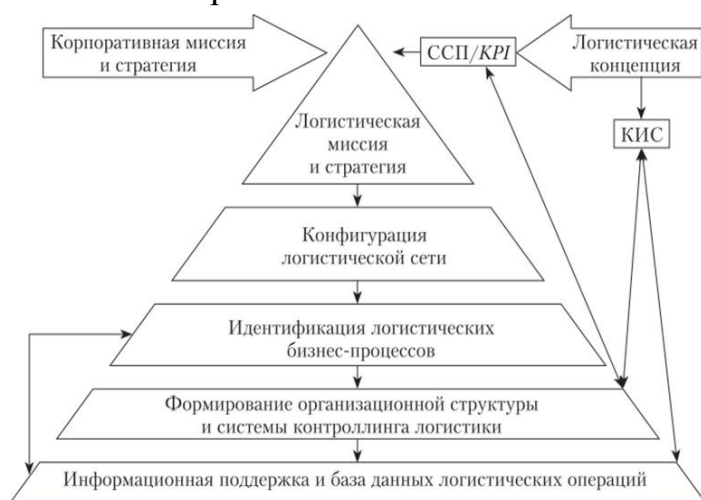 Корпоративная миссия
и стратегия
ССП/KPI
Логистическая
концепция
КИС
Логистическая
миссия
и стратегия
Конфигурация
логистической сети
Идентификация логистических
бизнес-процессов
Формирование организационной структуры
и системы контроллинга логистики
Информационная поддержка и база данных логистических операций